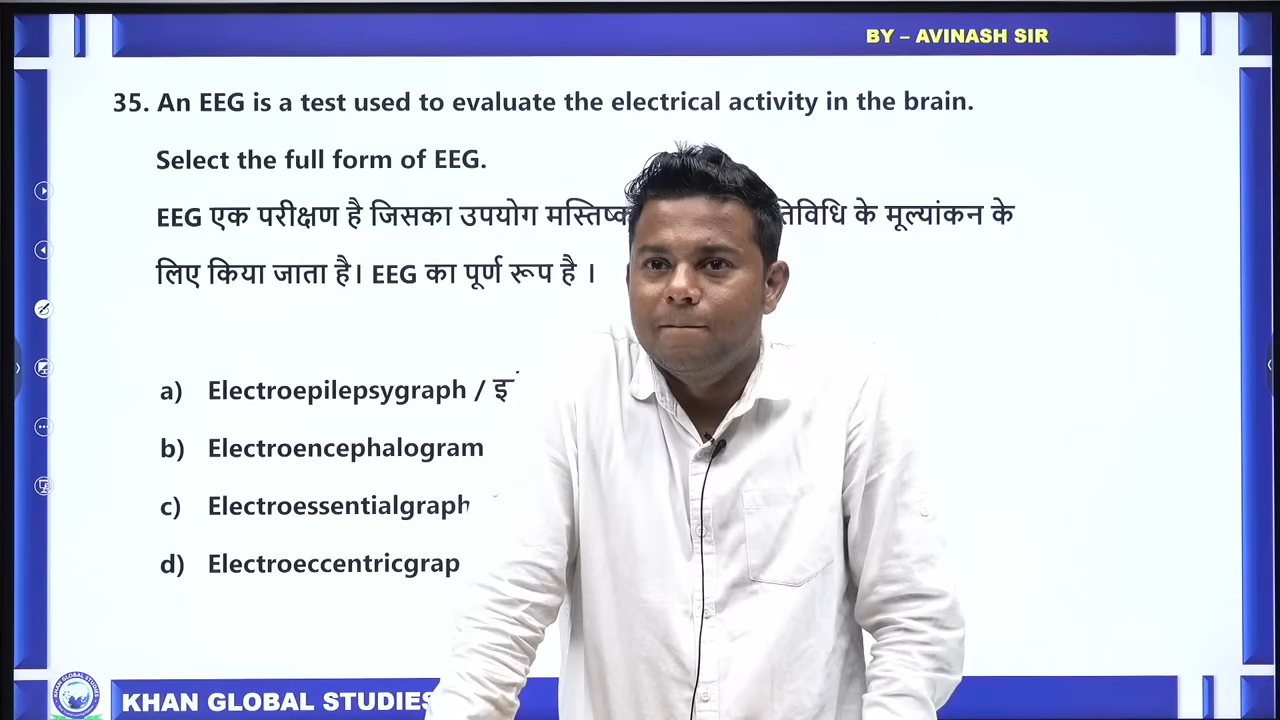 BY – AVINASH SIR
35. An EEG is a test used to evaluate the electrical activity in the brain.
Select the full form of EEG.
EEG एक परीक्षण है जिसका उपयोग के मूल्यांकन के
लिए किया जाता है। EEG का पूर्ण रूप है ।
a) Electroepilepsygraph /
b) Electroencephalogram
c) Electroessentialgraph
d) Electroeccentricgrap
KHAN GLOBAL STUDIES